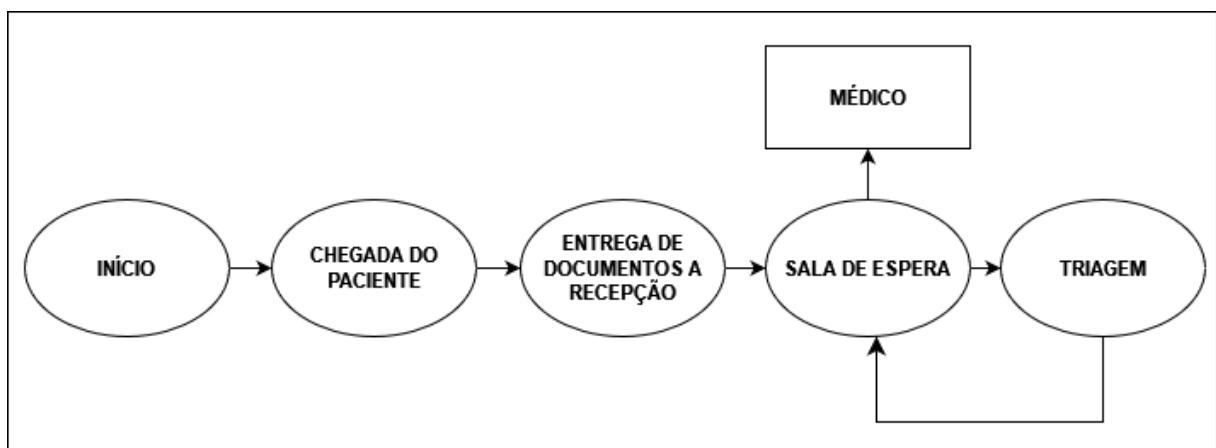 MÉDICO
INÍCIO
CHEGADA DO
PACIENTE
ENTREGA DE
DOCUMENTOS A
RECEPÇÃO
SALA DE ESPERA
TRIAGEM